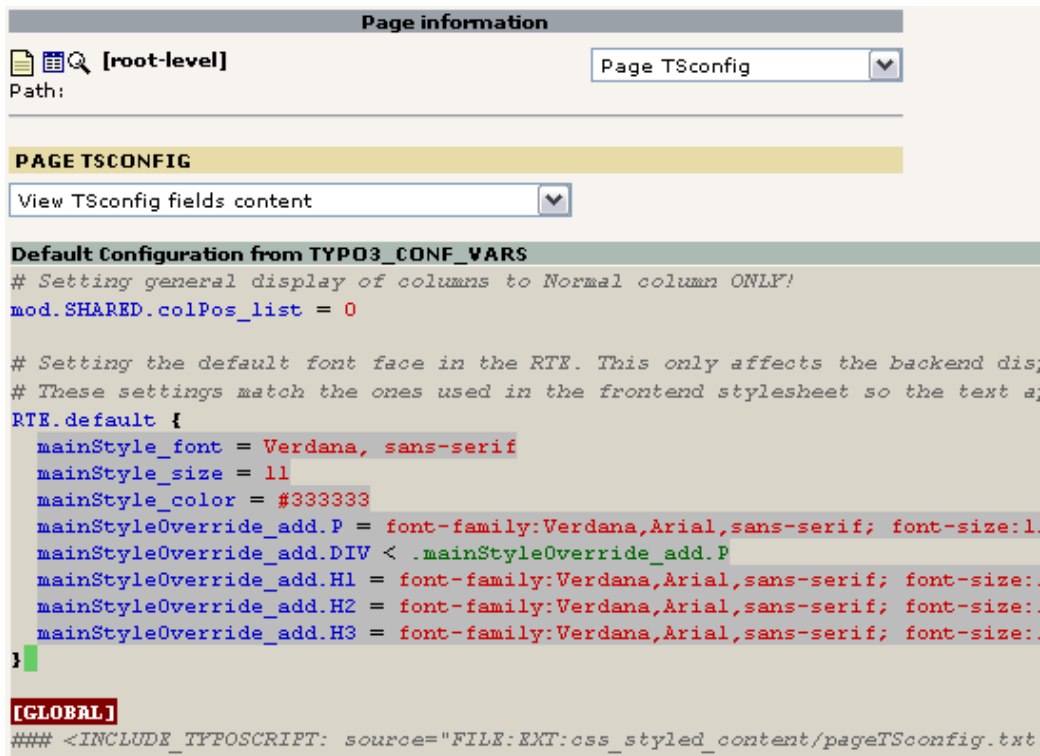 Page information
[root-level]
Page TSconfig
Path:
PAGE TSCONFIG
View TSconfig fields content
Default Configuration from TYPO3_CONF_VARS
# Setting general display of columns to Normal column ONLY!
mod.SHARED.colPos_list = 0
# Setting the default font face in the RTE. This only affects the backend
# These settings match the ones used in the frontend stylesheet so the text
RTE.default {
mainStyle_font = Verdana, sans-serif
mainStyle_size = 11
mainStyle_color = #333333
mainStyleOverride_add.P = font-family:Verdana,Arial,sans-serif; font-size:1
mainStyleOverride_add.DIV < .mainStyleOverride_add.P
mainStyleOverride_add.H1 = font-family:Verdana,Arial,sans-serif; font-size:
mainStyleOverride_add.H2 = font-family:Verdana,Arial,sans-serif; font-size:
mainStyleOverride_add.H3 = font-family:Verdana,Arial,sans-serif; font-size:
}
[GLOBAL]
### <INCLUDE_TYPOSCRIPT: source="FILE:EXT:css_styled_content/pageTSconfig.txt